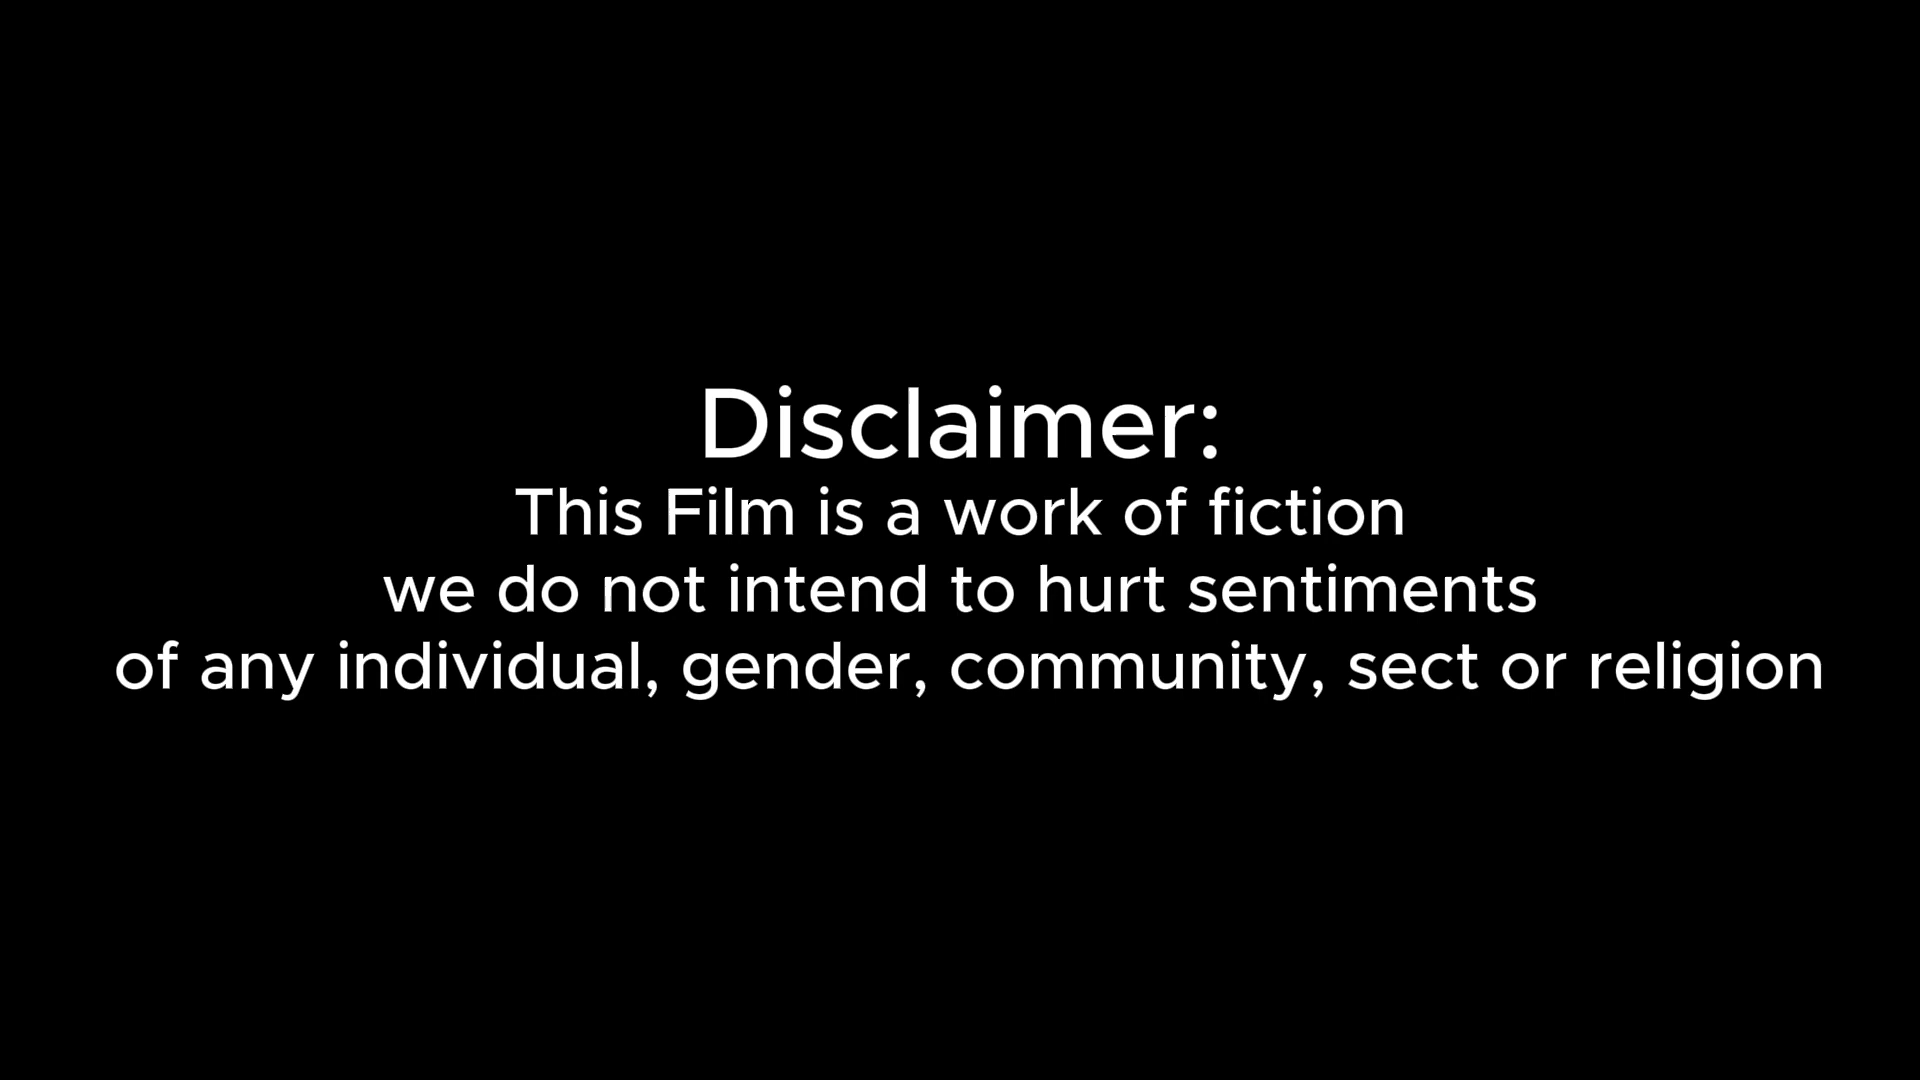 Disclaimer:
This Film is a work of fiction
we do not intend to hurt sentiments
of any individual, gender, community, sect or religion